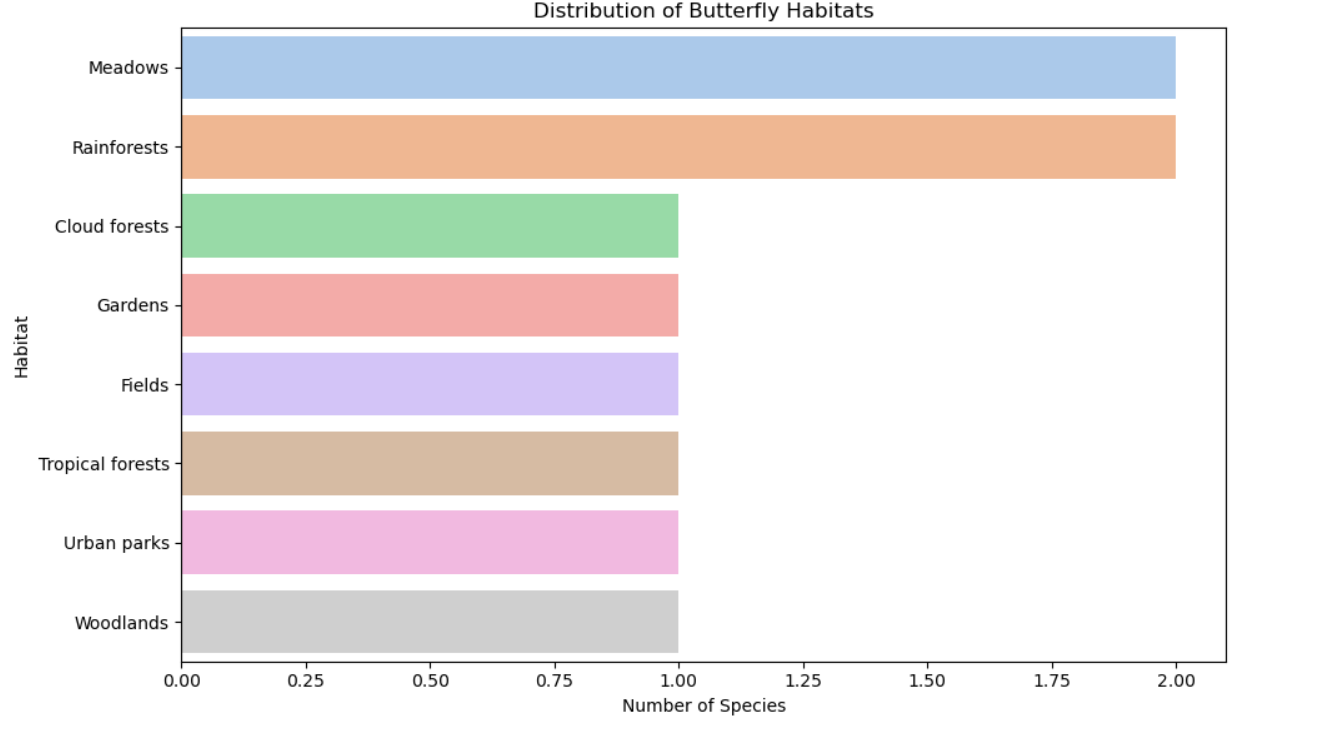 Distribution of Butterfly Habitats
Meadows
Rainforests
Cloud forests
Gardens
Fields
Tropical forests
Urban parks
Woodlands
Habitat
0.00 0.25 0.50 0.75 1.00 1.25 1.50 1.75 2.00
Number of Species